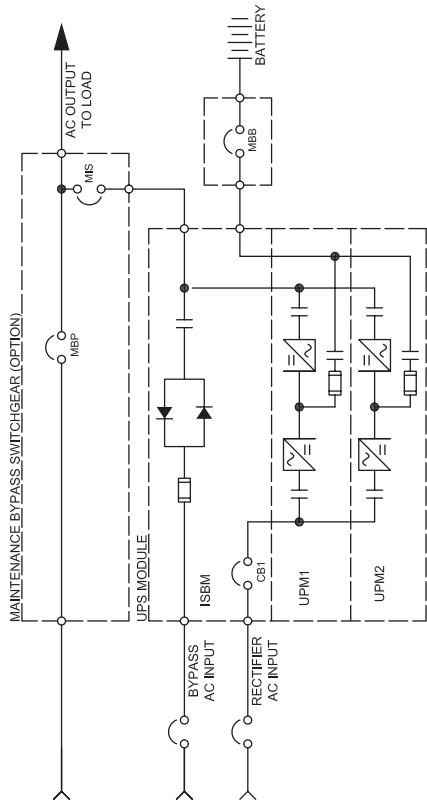 MAINTENANCE BYPASS SWITCHGEAR (OPTION)
AC OUTPUT
TO LOAD
MBP
MIS
BATTERY
MBB
UPS MODULE
ISBM
CB1
UPM1
UPM2
BYPASS
AC INPUT
RECTIFIER
AC INPUT